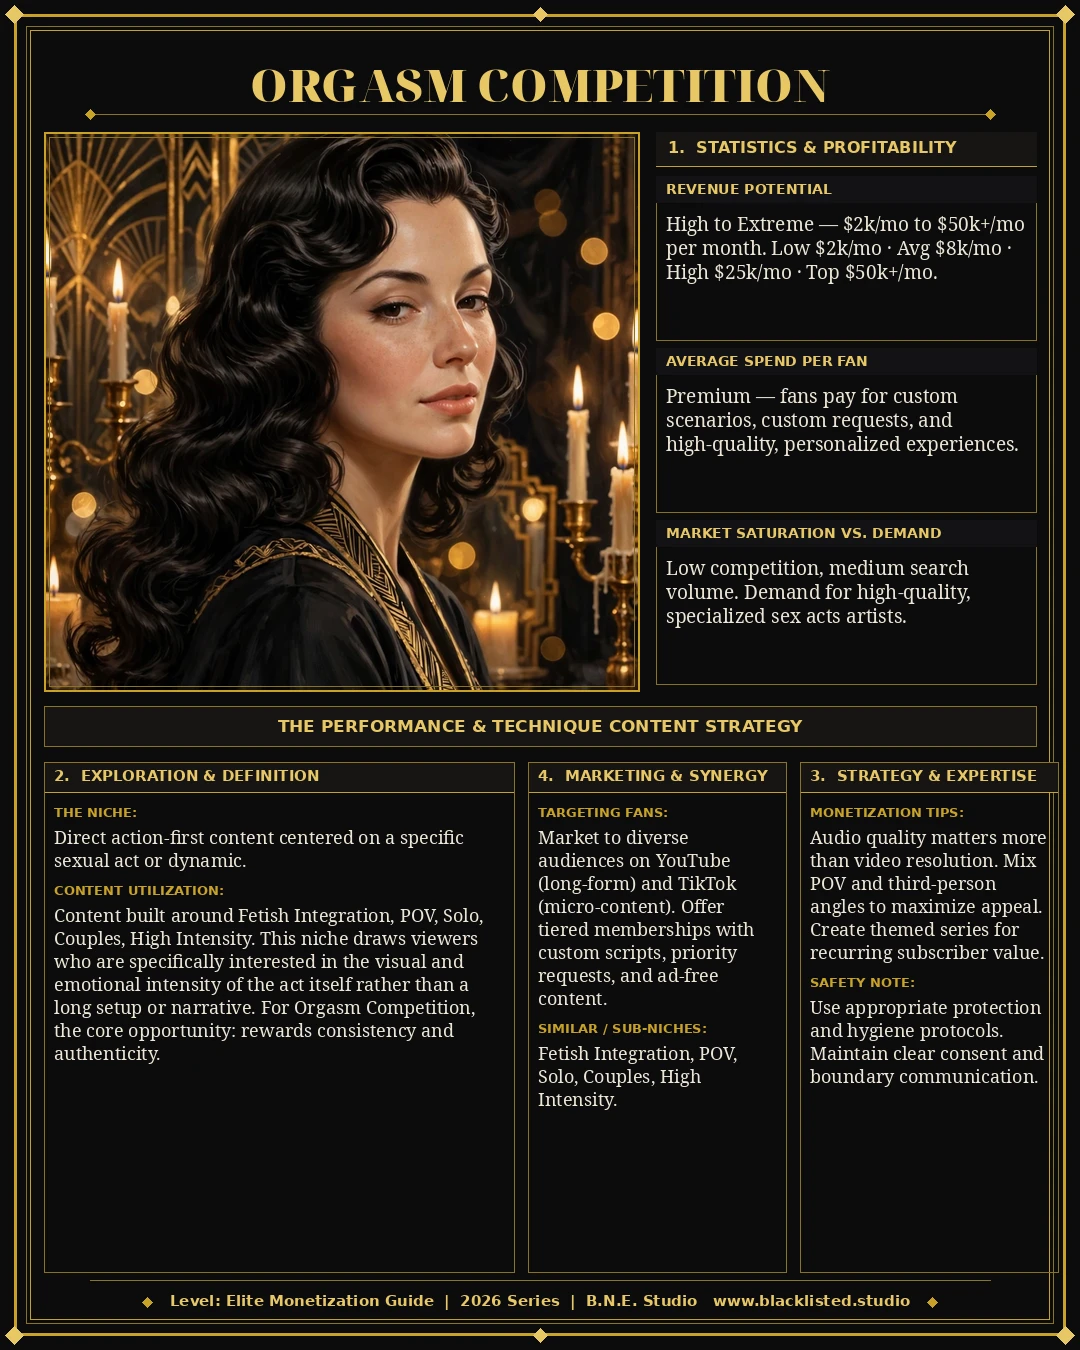 ORGASM COMPETITION
1. STATISTICS & PROFITABILITY
REVENUE POTENTIAL
High to Extreme — $2k/mo to $50k+/mo
per month. Low $2k/mo · Avg $8k/mo ·
High $25k/mo · Top $50k+/mo.
AVERAGE SPEND PER FAN
Premium — fans pay for custom
scenarios, custom requests, and
high-quality, personalized experiences.
MARKET SATURATION VS. DEMAND
Low competition, medium search
volume. Demand for high-quality,
specialized sex acts artists.
THE PERFORMANCE & TECHNIQUE CONTENT STRATEGY
2. EXPLORATION & DEFINITION
THE NICHE:
Direct action-first content centered on a specific
sexual act or dynamic.
CONTENT UTILIZATION:
Content built around Fetish Integration, POV, Solo,
Couples, High Intensity. This niche draws viewers
who are specifically interested in the visual and
emotional intensity of the act itself rather than a
long setup or narrative. For Orgasm Competition,
the core opportunity: rewards consistency and
authenticity.
4. MARKETING & SYNERGY
TARGETING FANS:
Market to diverse
audiences on YouTube
(long-form) and TikTok
(micro-content). Offer
tiered memberships with
custom scripts, priority
requests, and ad-free
content.
SIMILAR / SUB-NICHES:
Fetish Integration, POV,
Solo, Couples, High
Intensity.
3. STRATEGY & EXPERTISE
MONETIZATION TIPS:
Audio quality matters more
than video resolution. Mix
POV and third-person
angles to maximize appeal.
Create themed series for
recurring subscriber value.
SAFETY NOTE:
Use appropriate protection
and hygiene protocols.
Maintain clear consent and
boundary communication.
Level: Elite Monetization Guide | 2026 Series | B.N.E. Studio www.blacklisted.studio